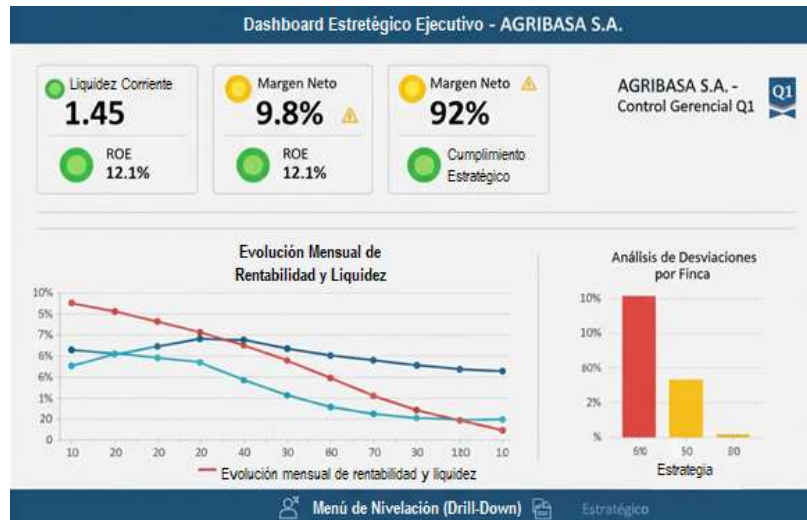 Dashboard Estretégico Ejecutivo - AGRIBASA S.A.
Liquidez Corriente
1.45
ROE
12.1%
Margen Neto
9.8%
ROE
12.1%
Margen Neto
92%
Cumplimiento
Estratégico
AGRIBASA S.A. -
Control Gerencial Q1
Q1
Evolución Mensual de
Rentabilidad y Liquidez
10%
5%
7%
6%
6%
1%
20
0
10 20 20 20 40 30 60 70 30 110 10
Evolución mensual de rentabilidad y liquidez
Análisis de Desviaciones
por Finca
10%
10%
80%
2%
%
50
Estrategia
Menú de Nivelación (Drill-Down)
Estratégico